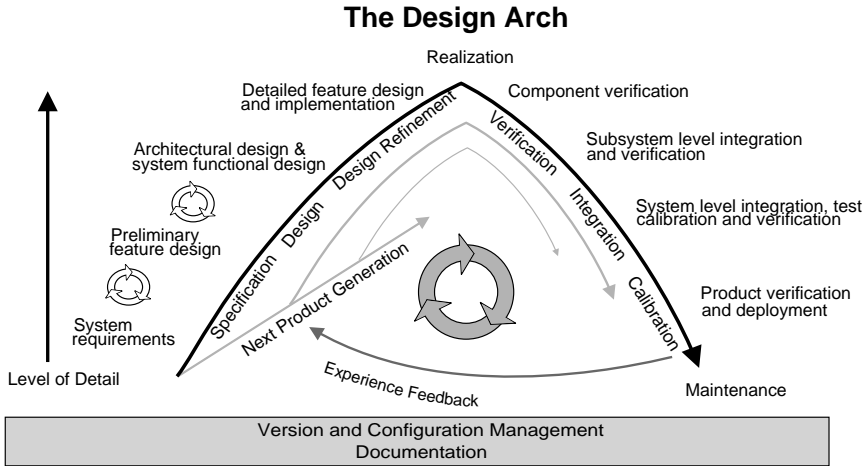 The Design Arch
Realization
Detailed feature design
and implementation
Component verification
Architectural design &
system functional design
Subsystem level integration
and verification
Preliminary
feature design
System level integration, test
calibration and verification
System
requirements
Product verification
and deployment
Specification
Design
Design Refinement
Verification
Integration
Calibration
Next Product Generation
Experience Feedback
Level of Detail
Maintenance
Version and Configuration Management
Documentation